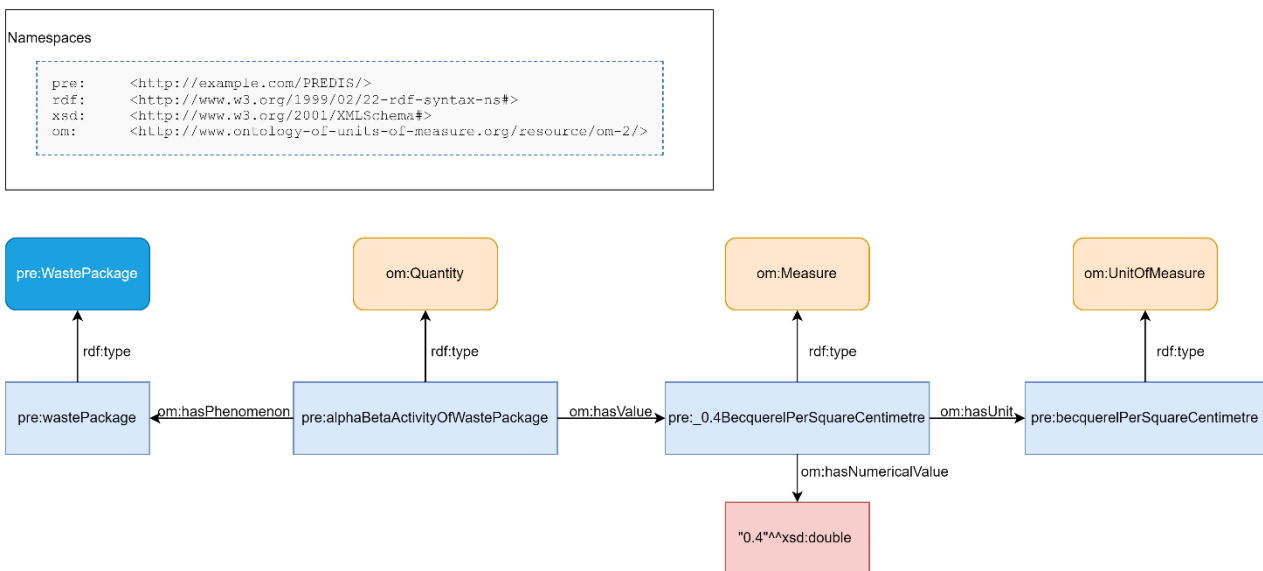 Namespaces
pre: <http://example.com/PREDIS/>
rdf: <http://www.w3.org/1999/02/22-rdf-syntax-ns#>
xsd: <http://www.w3.org/2001/XMLSchema#>
om: <http://www.ontology-of-units-of-measure.org/resource/om-2/>
pre:WastePackage om:Quantity om:Measure om:UnitOfMeasure
rdf:type rdf:type rdf:type rdf:type
pre:wastePackage om:hasPhenomenon pre:alphaBetaActivityOfWastePackage om:hasValue pre:_0.4BecquerelPerSquareCentimetre om:hasUnit pre:becquerelPerSquareCentimetre
om:hasNumericalValue
"0.4"^^xsd:double